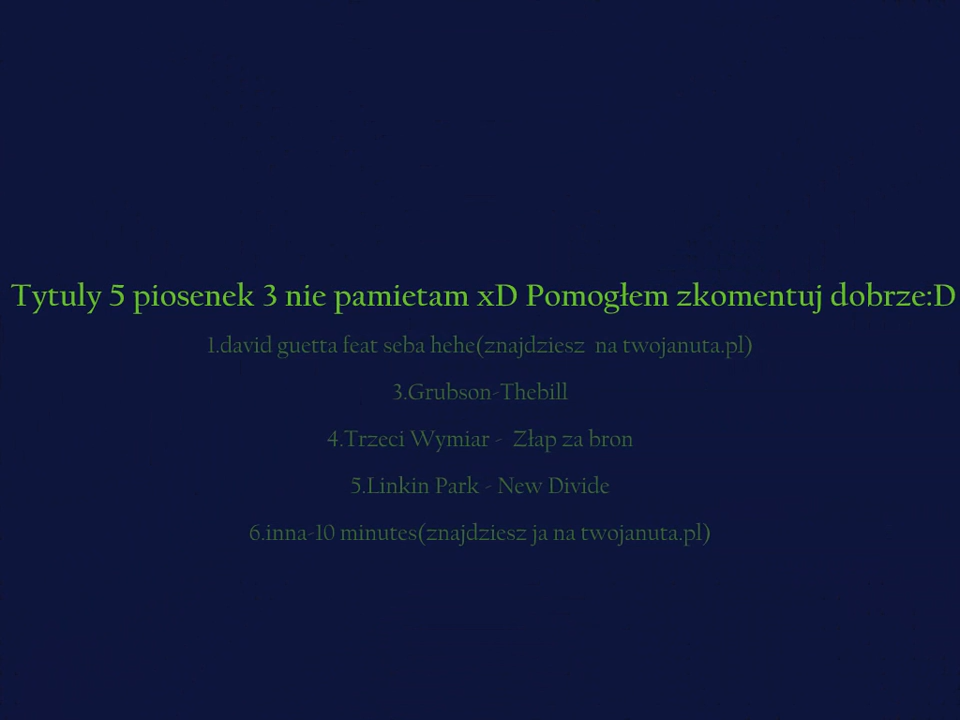 Tytuly 5 piosenek 3 nie pamietam xD Pomogłem zkomentuj dobrze:D
1.david guetta feat seba hehe(znajdziesz na twojanuta.pl)
3.Grubson-Thebill
4.Trzeci Wymiar - Złap za bron
5.Linkin Park - New Divide
6.inna-10 minutes(znajdziesz ja na twojanuta.pl)